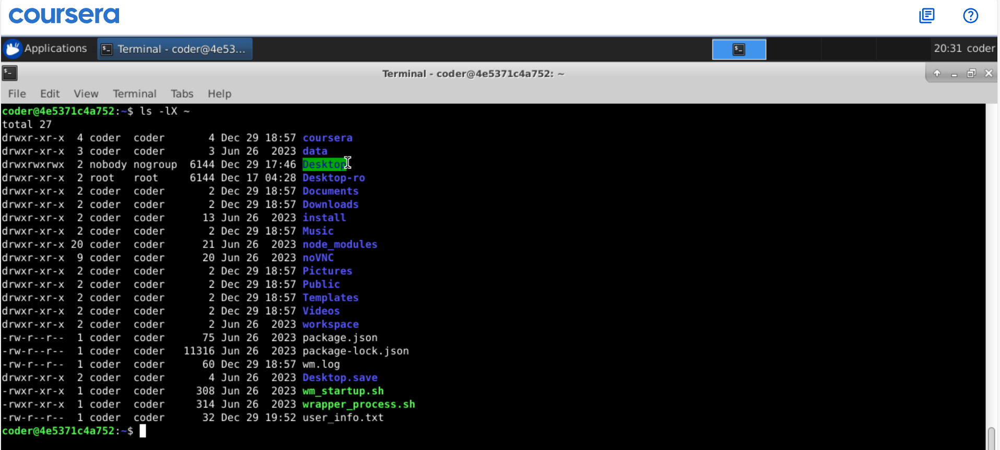 coursera
Applications Terminal - coder@4e53... 20:31 coder
Terminal - coder@4e5371c4a752: ~
File Edit View Terminal Tabs Help
coder@4e5371c4a752:~$ ls -lX ~
total 27
drwxr-xr-x  4 coder  coder       4 Dec 29 18:57 coursera
drwxr-xr-x  3 coder  coder       3 Jun 26  2023 data
drwxrwxrwx  2 nobody nogroup  6144 Dec 29 17:46 Desktop
drwxr-xr-x  2 root   root     6144 Dec 17 04:28 Desktop-ro
drwxr-xr-x  2 coder  coder       2 Dec 29 18:57 Documents
drwxr-xr-x  2 coder  coder       2 Dec 29 18:57 Downloads
drwxr-xr-x  2 coder  coder      13 Jun 26  2023 install
drwxr-xr-x  2 coder  coder       2 Dec 29 18:57 Music
drwxr-xr-x 20 coder  coder      21 Jun 26  2023 node_modules
drwxr-xr-x  9 coder  coder      20 Jun 26  2023 noVNC
drwxr-xr-x  2 coder  coder       2 Dec 29 18:57 Pictures
drwxr-xr-x  2 coder  coder       2 Dec 29 18:57 Public
drwxr-xr-x  2 coder  coder       2 Dec 29 18:57 Templates
drwxr-xr-x  2 coder  coder       2 Dec 29 18:57 Videos
drwxr-xr-x  2 coder  coder       2 Jun 26  2023 workspace
-rw-r--r--  1 coder  coder      75 Jun 26  2023 package.json
-rw-r--r--  1 coder  coder   11316 Jun 26  2023 package-lock.json
-rw-r--r--  1 coder  coder      60 Dec 29 18:57 wm.log
drwxr-xr-x  2 coder  coder       4 Jun 26  2023 Desktop.save
-rwxr-xr-x  1 coder  coder     308 Jun 26  2023 wm_startup.sh
-rwxr-xr-x  1 coder  coder     314 Jun 26  2023 wrapper_process.sh
-rw-r--r--  1 coder  coder      32 Dec 29 19:52 user_info.txt
coder@4e5371c4a752:~$